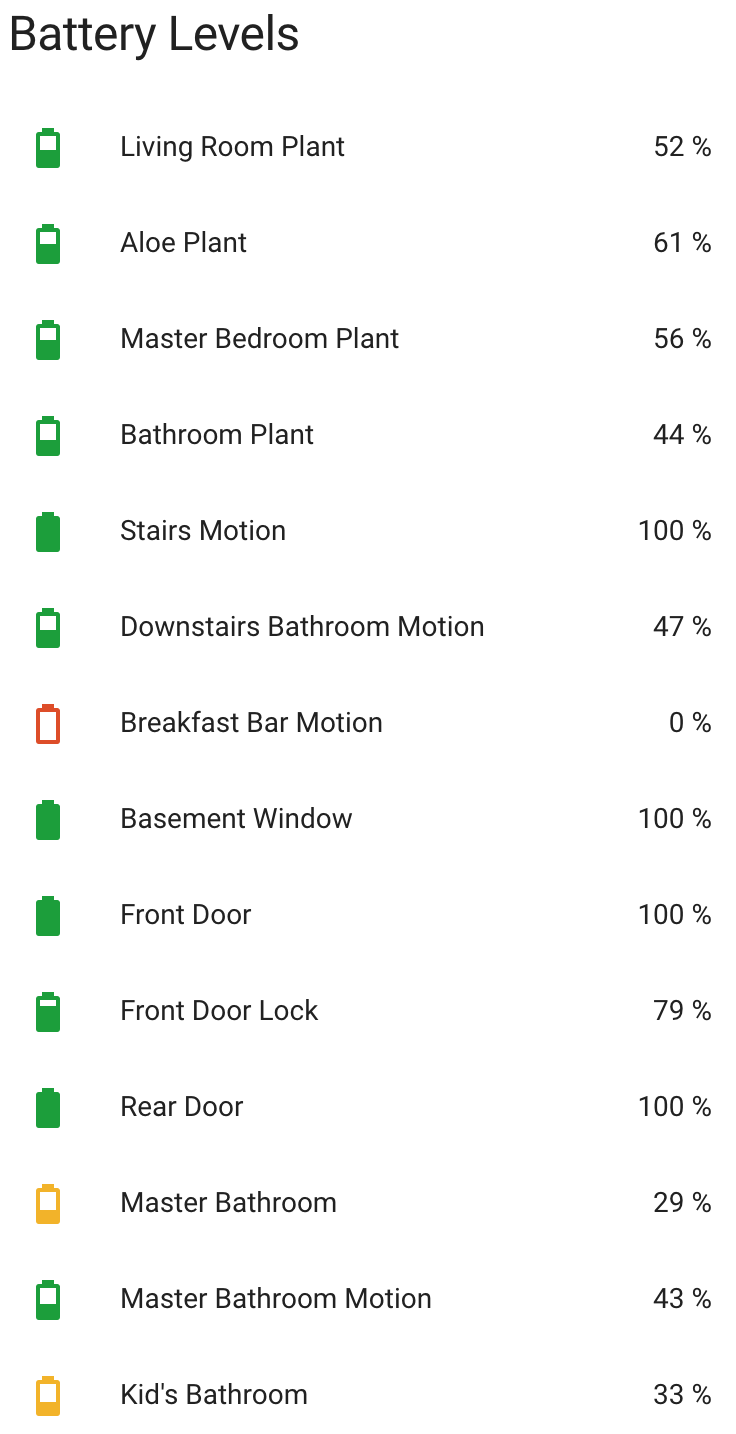 Battery Levels
Living Room Plant 52 %
Aloe Plant 61 %
Master Bedroom Plant 56 %
Bathroom Plant 44 %
Stairs Motion 100 %
Downstairs Bathroom Motion 47 %
Breakfast Bar Motion 0 %
Basement Window 100 %
Front Door 100 %
Front Door Lock 79 %
Rear Door 100 %
Master Bathroom 29 %
Master Bathroom Motion 43 %
Kid's Bathroom 33 %